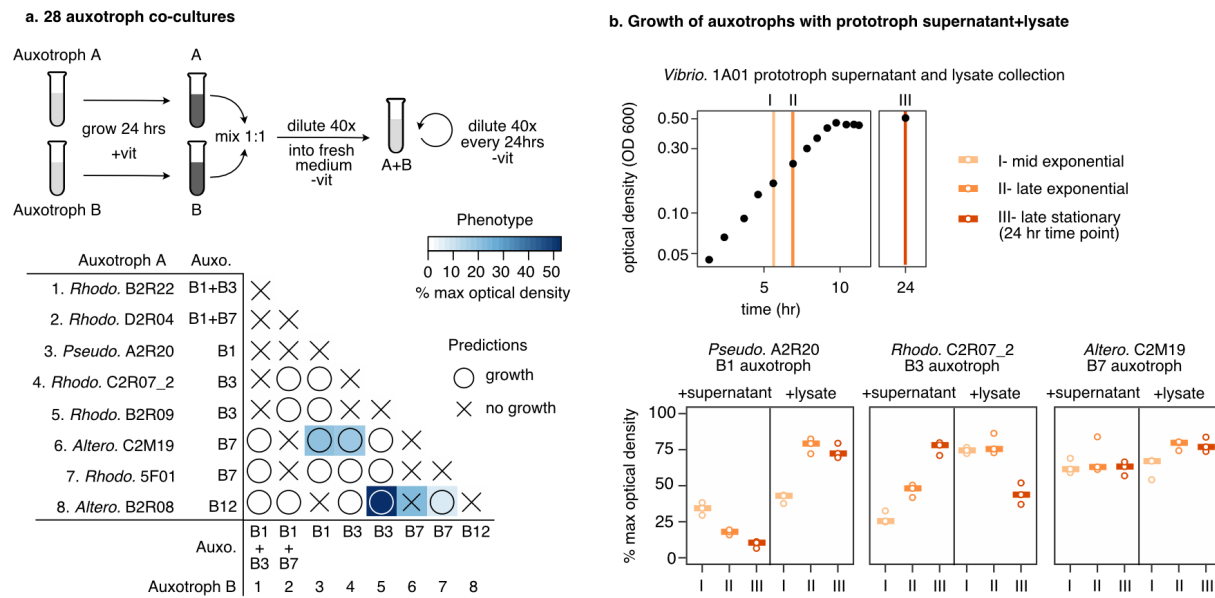 a. 28 auxotroph co-cultures
Auxotroph A
A
grow 24 hrs
+vit
mix 1:1
dilute 40x
into fresh
medium
-vit
A+B
dilute 40x
every 24hrs
-vit
Auxotroph B
B
Phenotype
0 10 20 30 40 50
% max optical density
Auxotroph A Auxo.
1. Rhodo. B2R22 B1+B3
2. Rhodo. D2R04 B1+B7
3. Pseudo. A2R20 B1
4. Rhodo. C2R07_2 B3
5. Rhodo. B2R09 B3
6. Altero. C2M19 B7
7. Rhodo. 5F01 B7
8. Altero. B2R08 B12
Predictions
growth
no growth
Auxo.
B1 + B3
B1 + B7
B1 B3 B3 B7 B7 B12
Auxotroph B 1 2 3 4 5 6 7 8
b. Growth of auxotrophs with prototroph supernatant+lysate
Vibrio. 1A01 prototroph supernatant and lysate collection
I II III
optical density (OD 600)
0.50
0.30
0.10
0.05
5 10 24
time (hr)
I- mid exponential
II- late exponential
III- late stationary
(24 hr time point)
Pseudo. A2R20
B1 auxotroph
+supernatant +lysate
Rhodo. C2R07_2
B3 auxotroph
+supernatant +lysate
Altero. C2M19
B7 auxotroph
+supernatant +lysate
% max optical density
100
75
50
25
0
I II III I II III
I II III I II III
I II III I II III